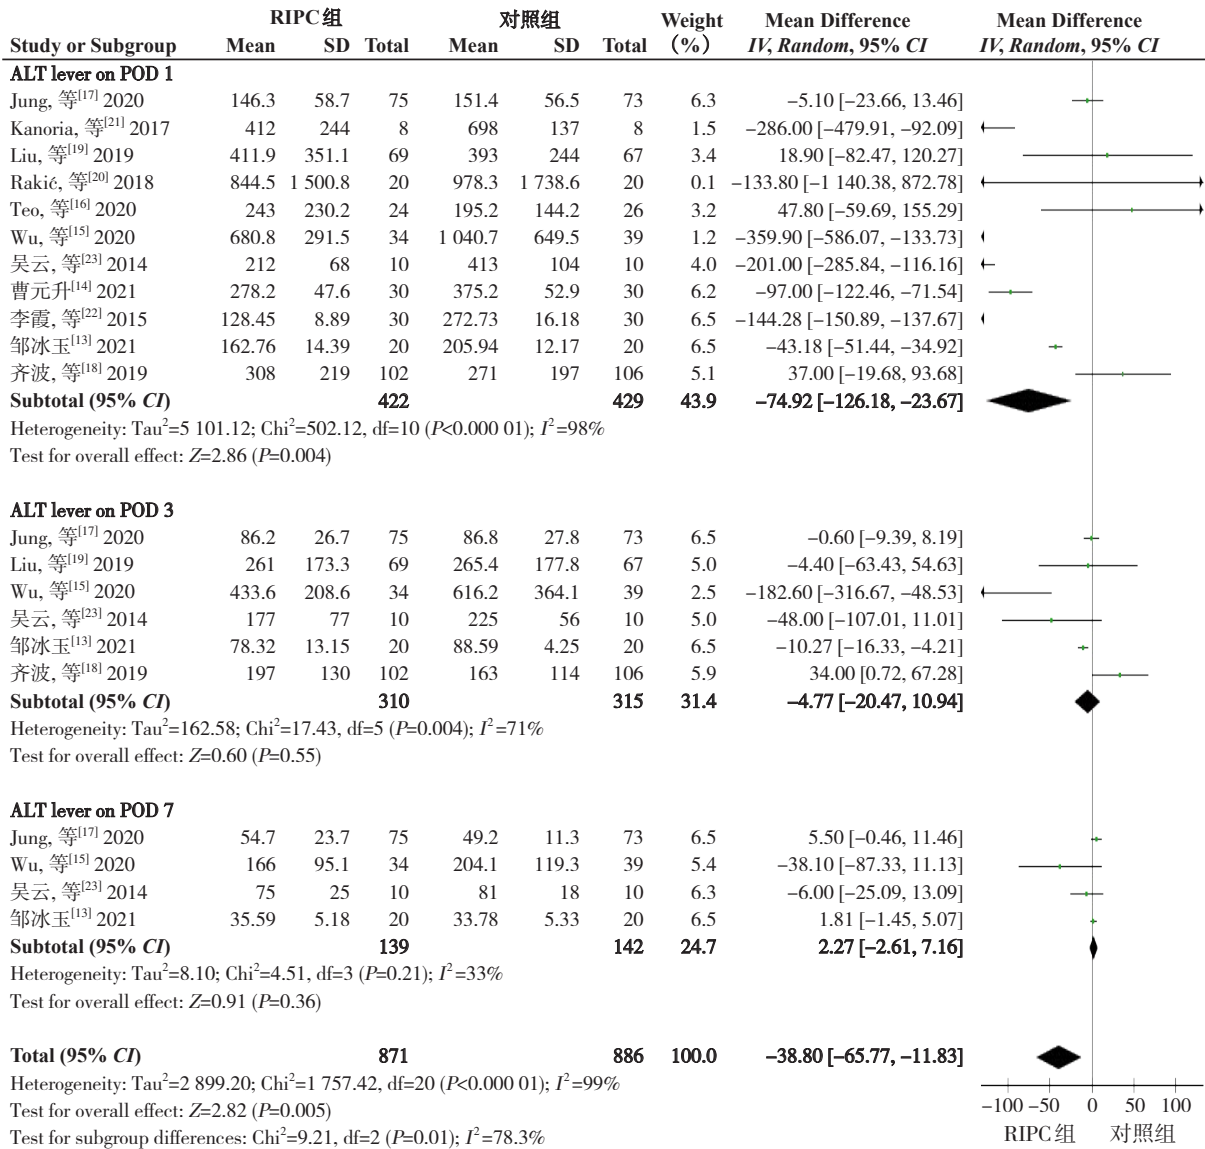 RIPC组 对照组 Weight Mean Difference Mean Difference
Study or Subgroup Mean SD Total Mean SD Total (%) IV, Random, 95% CI IV, Random, 95% CI
ALT lever on POD 1
Jung, 等[17] 2020 146.3 58.7 75 151.4 56.5 73 6.3 −5.10 [−23.66, 13.46]
Kanoria, 等[21] 2017 412 244 8 698 137 8 1.5 −286.00 [−479.91, −92.09]
Liu, 等[19] 2019 411.9 351.1 69 393 244 67 3.4 18.90 [−82.47, 120.27]
Rakić, 等[20] 2018 844.5 1 500.8 20 978.3 1 738.6 20 0.1 −133.80 [−1 140.38, 872.78]
Teo, 等[16] 2020 243 230.2 24 195.2 144.2 26 3.2 47.80 [−59.69, 155.29]
Wu, 等[15] 2020 680.8 291.5 34 1 040.7 649.5 39 1.2 −359.90 [−586.07, −133.73]
吴云, 等[23] 2014 212 68 10 413 104 10 4.0 −201.00 [−285.84, −116.16]
曹元升[14] 2021 278.2 47.6 30 375.2 52.9 30 6.2 −97.00 [−122.46, −71.54]
李霞, 等[22] 2015 128.45 8.89 30 272.73 16.18 30 6.5 −144.28 [−150.89, −137.67]
邹冰玉[13] 2021 162.76 14.39 20 205.94 12.17 20 6.5 −43.18 [−51.44, −34.92]
齐波, 等[18] 2019 308 219 102 271 197 106 5.1 37.00 [−19.68, 93.68]
Subtotal (95% CI) 422 429 43.9 −74.92 [−126.18, −23.67]
Heterogeneity: Tau²=5 101.12; Chi²=502.12, df=10 (P<0.000 01); I²=98%
Test for overall effect: Z=2.86 (P=0.004)
ALT lever on POD 3
Jung, 等[17] 2020 86.2 26.7 75 86.8 27.8 73 6.5 −0.60 [−9.39, 8.19]
Liu, 等[19] 2019 261 173.3 69 265.4 177.8 67 5.0 −4.40 [−63.43, 54.63]
Wu, 等[15] 2020 433.6 208.6 34 616.2 364.1 39 2.5 −182.60 [−316.67, −48.53]
吴云, 等[23] 2014 177 77 10 225 56 10 5.0 −48.00 [−107.01, 11.01]
邹冰玉[13] 2021 78.32 13.15 20 88.59 4.25 20 6.5 −10.27 [−16.33, −4.21]
齐波, 等[18] 2019 197 130 102 163 114 106 5.9 34.00 [0.72, 67.28]
Subtotal (95% CI) 310 315 31.4 −4.77 [−20.47, 10.94]
Heterogeneity: Tau²=162.58; Chi²=17.43, df=5 (P=0.004); I²=71%
Test for overall effect: Z=0.60 (P=0.55)
ALT lever on POD 7
Jung, 等[17] 2020 54.7 23.7 75 49.2 11.3 73 6.5 5.50 [−0.46, 11.46]
Wu, 等[15] 2020 166 95.1 34 204.1 119.3 39 5.4 −38.10 [−87.33, 11.13]
吴云, 等[23] 2014 75 25 10 81 18 10 6.3 −6.00 [−25.09, 13.09]
邹冰玉[13] 2021 35.59 5.18 20 33.78 5.33 20 6.5 1.81 [−1.45, 5.07]
Subtotal (95% CI) 139 142 24.7 2.27 [−2.61, 7.16]
Heterogeneity: Tau²=8.10; Chi²=4.51, df=3 (P=0.21); I²=33%
Test for overall effect: Z=0.91 (P=0.36)
Total (95% CI) 871 886 100.0 −38.80 [−65.77, −11.83]
Heterogeneity: Tau²=2 899.20; Chi²=1 757.42, df=20 (P<0.000 01); I²=99%
Test for overall effect: Z=2.82 (P=0.005)
Test for subgroup differences: Chi²=9.21, df=2 (P=0.01); I²=78.3%
−100 −50 0 50 100
RIPC组 对照组